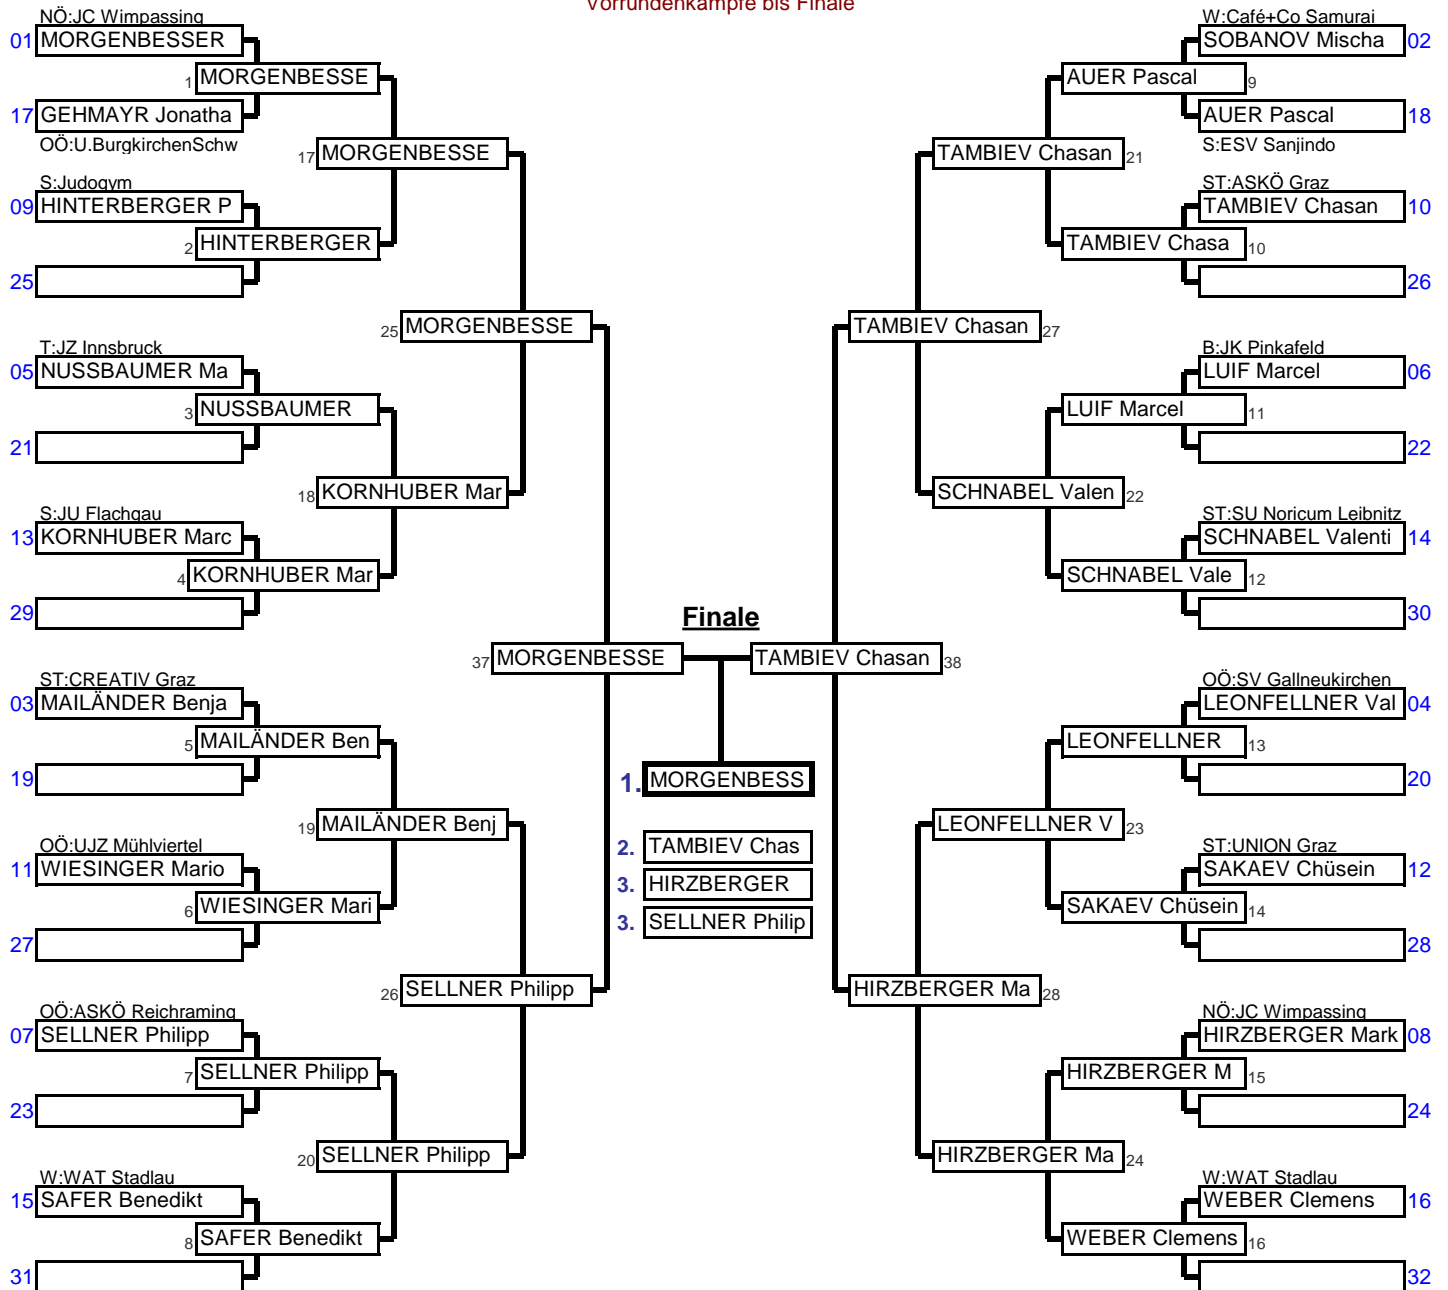 Vorrundenkämpfe bis Finale
NÖ:JC Wimpassing
01 MORGENBESSER
1 MORGENBESSE
17 GEHMAYR Jonatha
OÖ:U.BurgkirchenSchw
17 MORGENBESSE
S:Judogym
09 HINTERBERGER P
2 HINTERBERGER
25
25 MORGENBESSE
T:JZ Innsbruck
05 NUSSBAUMER Ma
3 NUSSBAUMER
21
18 KORNHUBER Mar
S:JU Flachgau
13 KORNHUBER Marc
4 KORNHUBER Mar
29
37 MORGENBESSE
ST:CREATIV Graz
03 MAILÄNDER Benja
5 MAILÄNDER Ben
19
19 MAILÄNDER Benj
OÖ:UJZ Mühlviertel
11 WIESINGER Mario
6 WIESINGER Mari
27
26 SELLNER Philipp
OÖ:ASKÖ Reichraming
07 SELLNER Philipp
7 SELLNER Philipp
23
20 SELLNER Philipp
W:WAT Stadlau
15 SAFER Benedikt
8 SAFER Benedikt
31
Finale
1. MORGENBESS
2. TAMBIEV Chas
3. HIRZBERGER
3. SELLNER Philip
W:Café+Co Samurai
SOBANOV Mischa 02
AUER Pascal 9
AUER Pascal 18
S:ESV Sanjindo
TAMBIEV Chasan 21
ST:ASKÖ Graz
TAMBIEV Chasan 10
TAMBIEV Chasa 10
26
TAMBIEV Chasan 27
B:JK Pinkafeld
LUIF Marcel 06
LUIF Marcel 11
22
SCHNABEL Valen 22
ST:SU Noricum Leibnitz
SCHNABEL Valenti 14
SCHNABEL Vale 12
30
TAMBIEV Chasan 38
OÖ:SV Gallneukirchen
LEONFELLNER Val 04
LEONFELLNER 13
20
LEONFELLNER V 23
ST:UNION Graz
SAKAEV Chüsein 12
SAKAEV Chüsein 14
28
HIRZBERGER Ma 28
NÖ:JC Wimpassing
HIRZBERGER Mark 08
HIRZBERGER M 15
24
HIRZBERGER Ma 24
W:WAT Stadlau
WEBER Clemens 16
WEBER Clemens 16
32